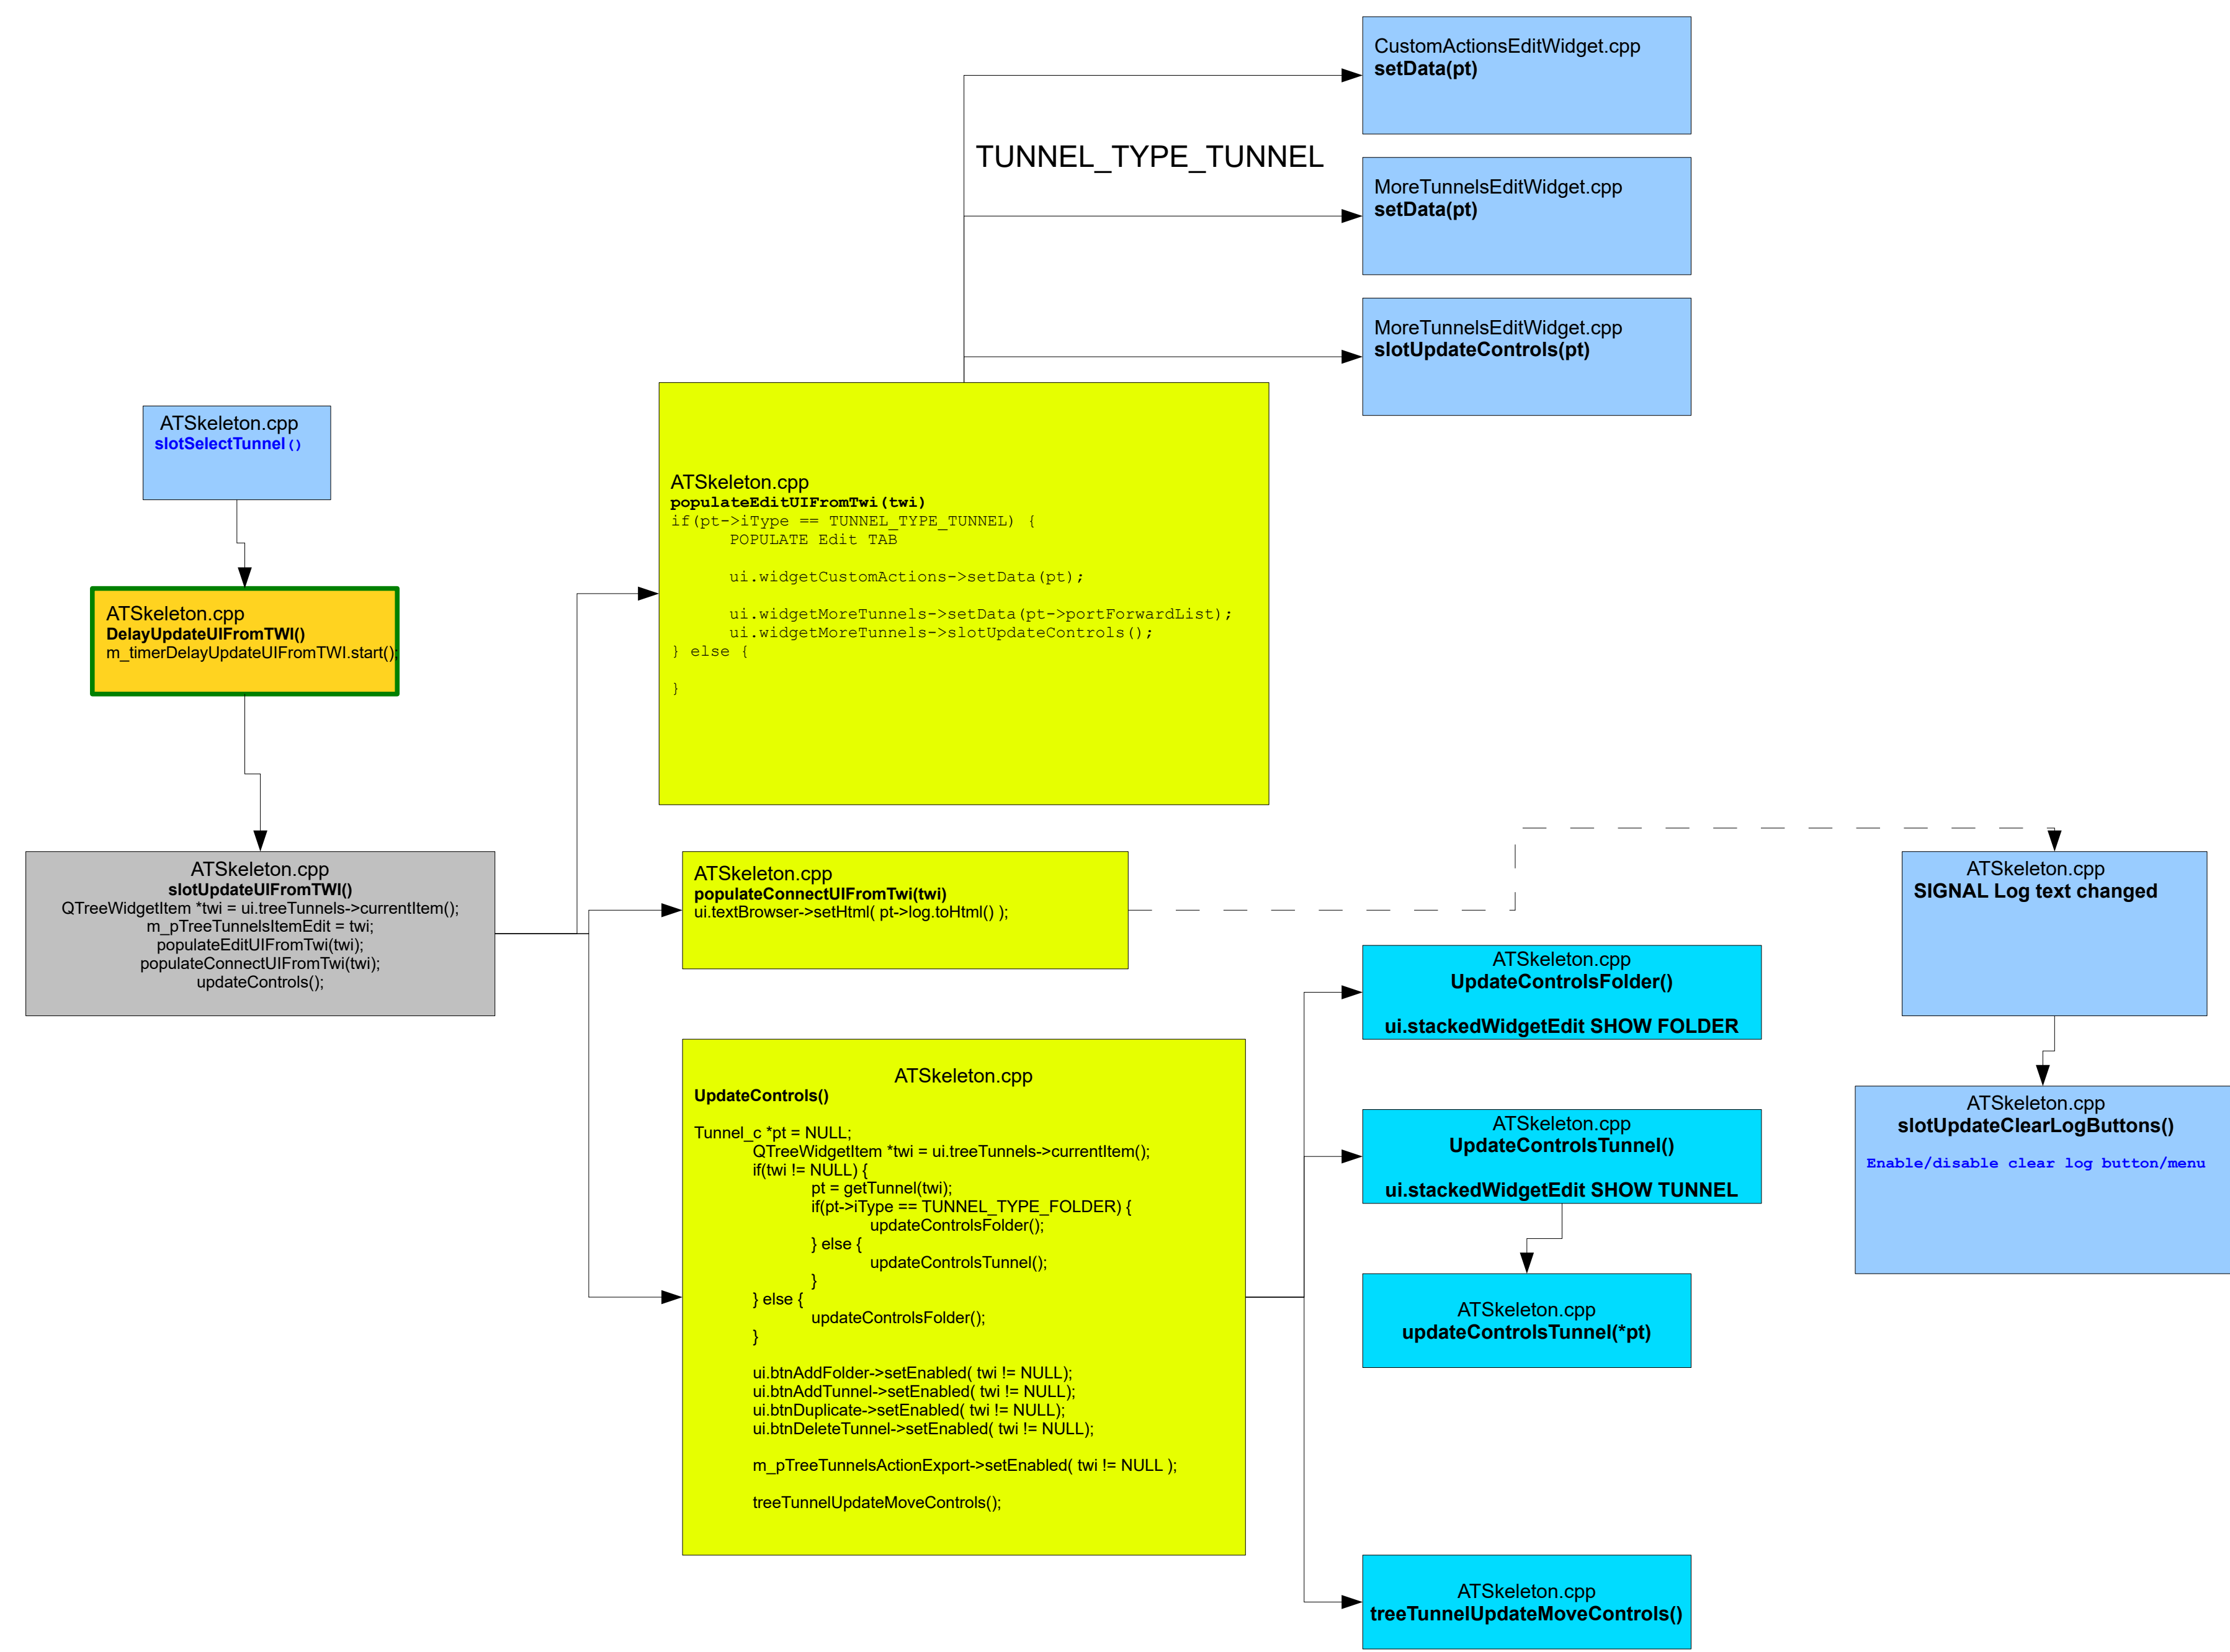 CustomActionsEditWidget.cpp
setData(pt)
TUNNEL_TYPE_TUNNEL
MoreTunnelsEditWidget.cpp
setData(pt)
MoreTunnelsEditWidget.cpp
slotUpdateControls(pt)
ATSkeleton.cpp
slotSelectTunnel()
ATSkeleton.cpp
DelayUpdateUIFromTWI()
m_timerDelayUpdateUIFromTWI.start();
ATSkeleton.cpp
slotUpdateUIFromTWI()
QTreeWidgetItem *twi = ui.treeTunnels->currentItem();
m_pTreeTunnelsItemEdit = twi;
populateEditUIFromTwi(twi);
populateConnectUIFromTwi(twi);
updateControls();
ATSkeleton.cpp
populateEditUIFromTwi(twi)
if(pt->iType == TUNNEL_TYPE_TUNNEL) {
POPULATE Edit TAB
ui.widgetCustomActions->setData(pt);
ui.widgetMoreTunnels->setData(pt->portForwardList);
ui.widgetMoreTunnels->slotUpdateControls();
} else {
}
ATSkeleton.cpp
populateConnectUIFromTwi(twi)
ui.textBrowser->setHtml( pt->log.toHtml() );
ATSkeleton.cpp
UpdateControls()
Tunnel_c *pt = NULL;
QTreeWidgetItem *twi = ui.treeTunnels->currentItem();
if(twi != NULL) {
pt = getTunnel(twi);
if(pt->iType == TUNNEL_TYPE_FOLDER) {
updateControlsFolder();
} else {
updateControlsTunnel();
}
} else {
updateControlsFolder();
}
ui.btnAddFolder->setEnabled( twi != NULL);
ui.btnAddTunnel->setEnabled( twi != NULL);
ui.btnDuplicate->setEnabled( twi != NULL);
ui.btnDeleteTunnel->setEnabled( twi != NULL);
m_pTreeTunnelsActionExport->setEnabled( twi != NULL );
treeTunnelUpdateMoveControls();
ATSkeleton.cpp
UpdateControlsFolder()
ui.stackedWidgetEdit SHOW FOLDER
ATSkeleton.cpp
UpdateControlsTunnel()
ui.stackedWidgetEdit SHOW TUNNEL
ATSkeleton.cpp
updateControlsTunnel(*pt)
ATSkeleton.cpp
treeTunnelUpdateMoveControls()
ATSkeleton.cpp
SIGNAL Log text changed
ATSkeleton.cpp
slotUpdateClearLogButtons()
Enable/disable clear log button/menu